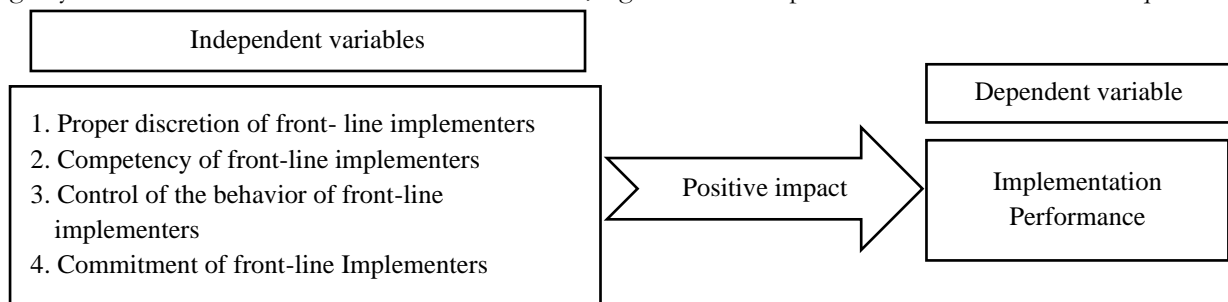 Independent variables
1. Proper discretion of front- line implementers
2. Competency of front-line implementers
3. Control of the behavior of front-line
implementers
4. Commitment of front-line Implementers
Positive impact
Dependent variable
Implementation
Performance